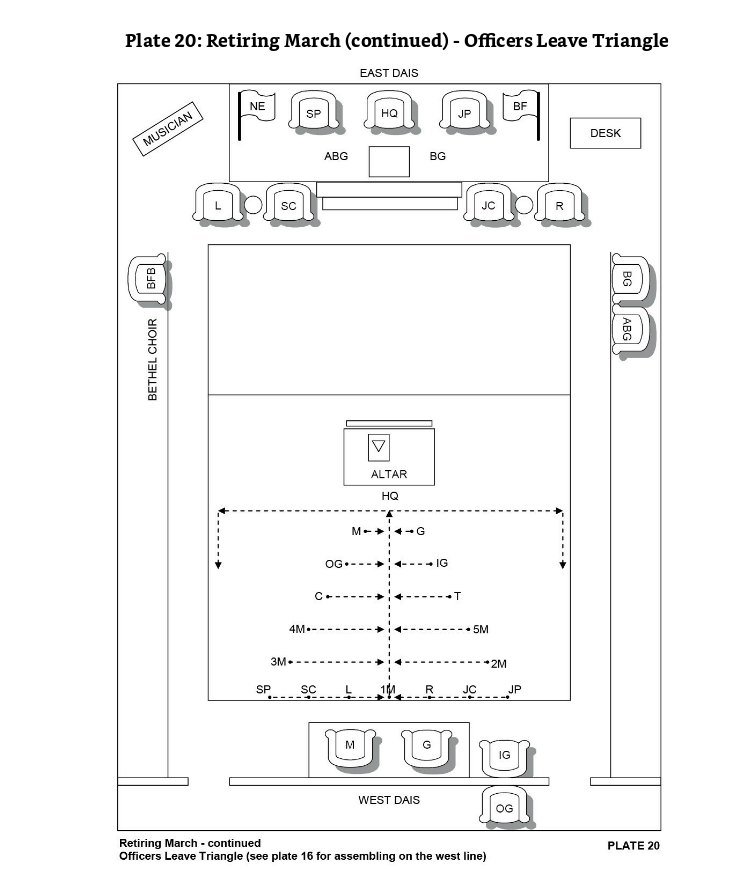 Plate 20: Retiring March (continued) - Officers Leave Triangle
EAST DAIS
NE SP HQ JP BF
MUSICIAN
DESK
ABG BG
L SC JC R
BFB
BG
ABG
BETHEL CHOIR
ALTAR
HQ
M G
OG IG
C T
4M 5M
3M 2M
SP SC L 1M R JC JP
M G IG
WEST DAIS
OG
Retiring March - continued
Officers Leave Triangle (see plate 16 for assembling on the west line)
PLATE 20